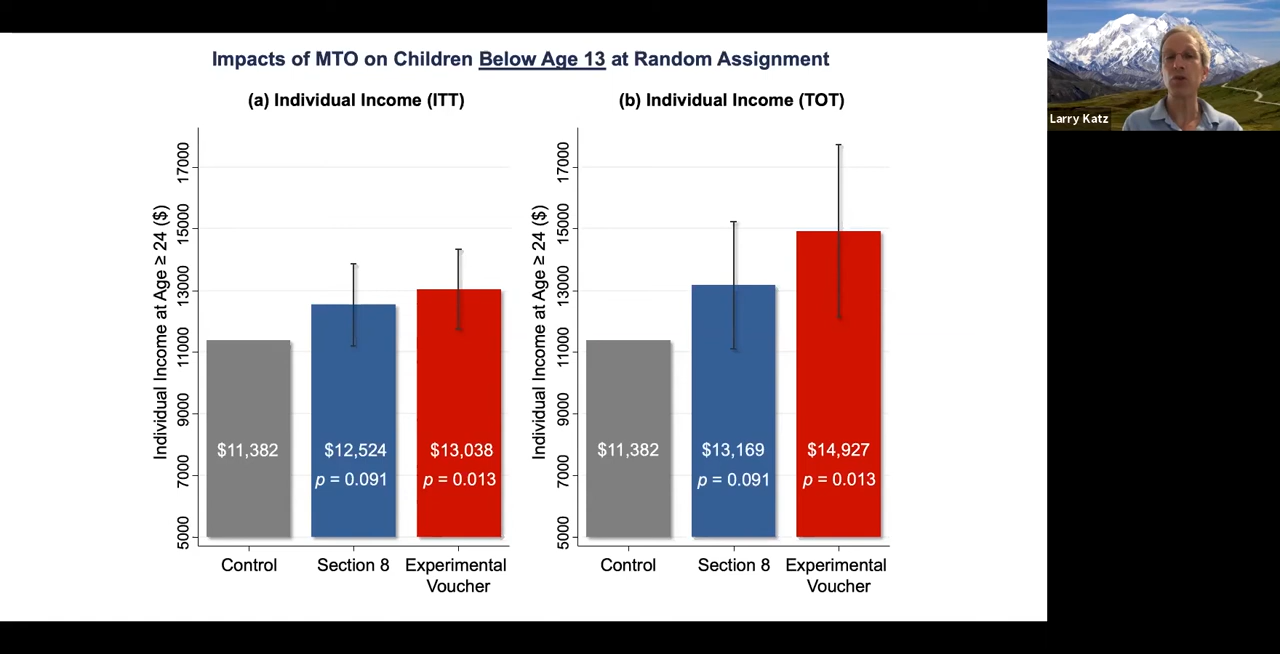 Impacts of MTO on Children Below Age 13 at Random Assignment
(a) Individual Income (ITT)
Individual Income at Age ≥ 24 ($)
17000
15000
13000
11000
9000
7000
5000
$11,382
$12,524
p = 0.091
$13,038
p = 0.013
Control
Section 8
Experimental
Voucher
(b) Individual Income (TOT)
Individual Income at Age ≥ 24 ($)
17000
15000
13000
11000
9000
7000
5000
$11,382
$13,169
p = 0.091
$14,927
p = 0.013
Control
Section 8
Experimental
Voucher
Larry Katz